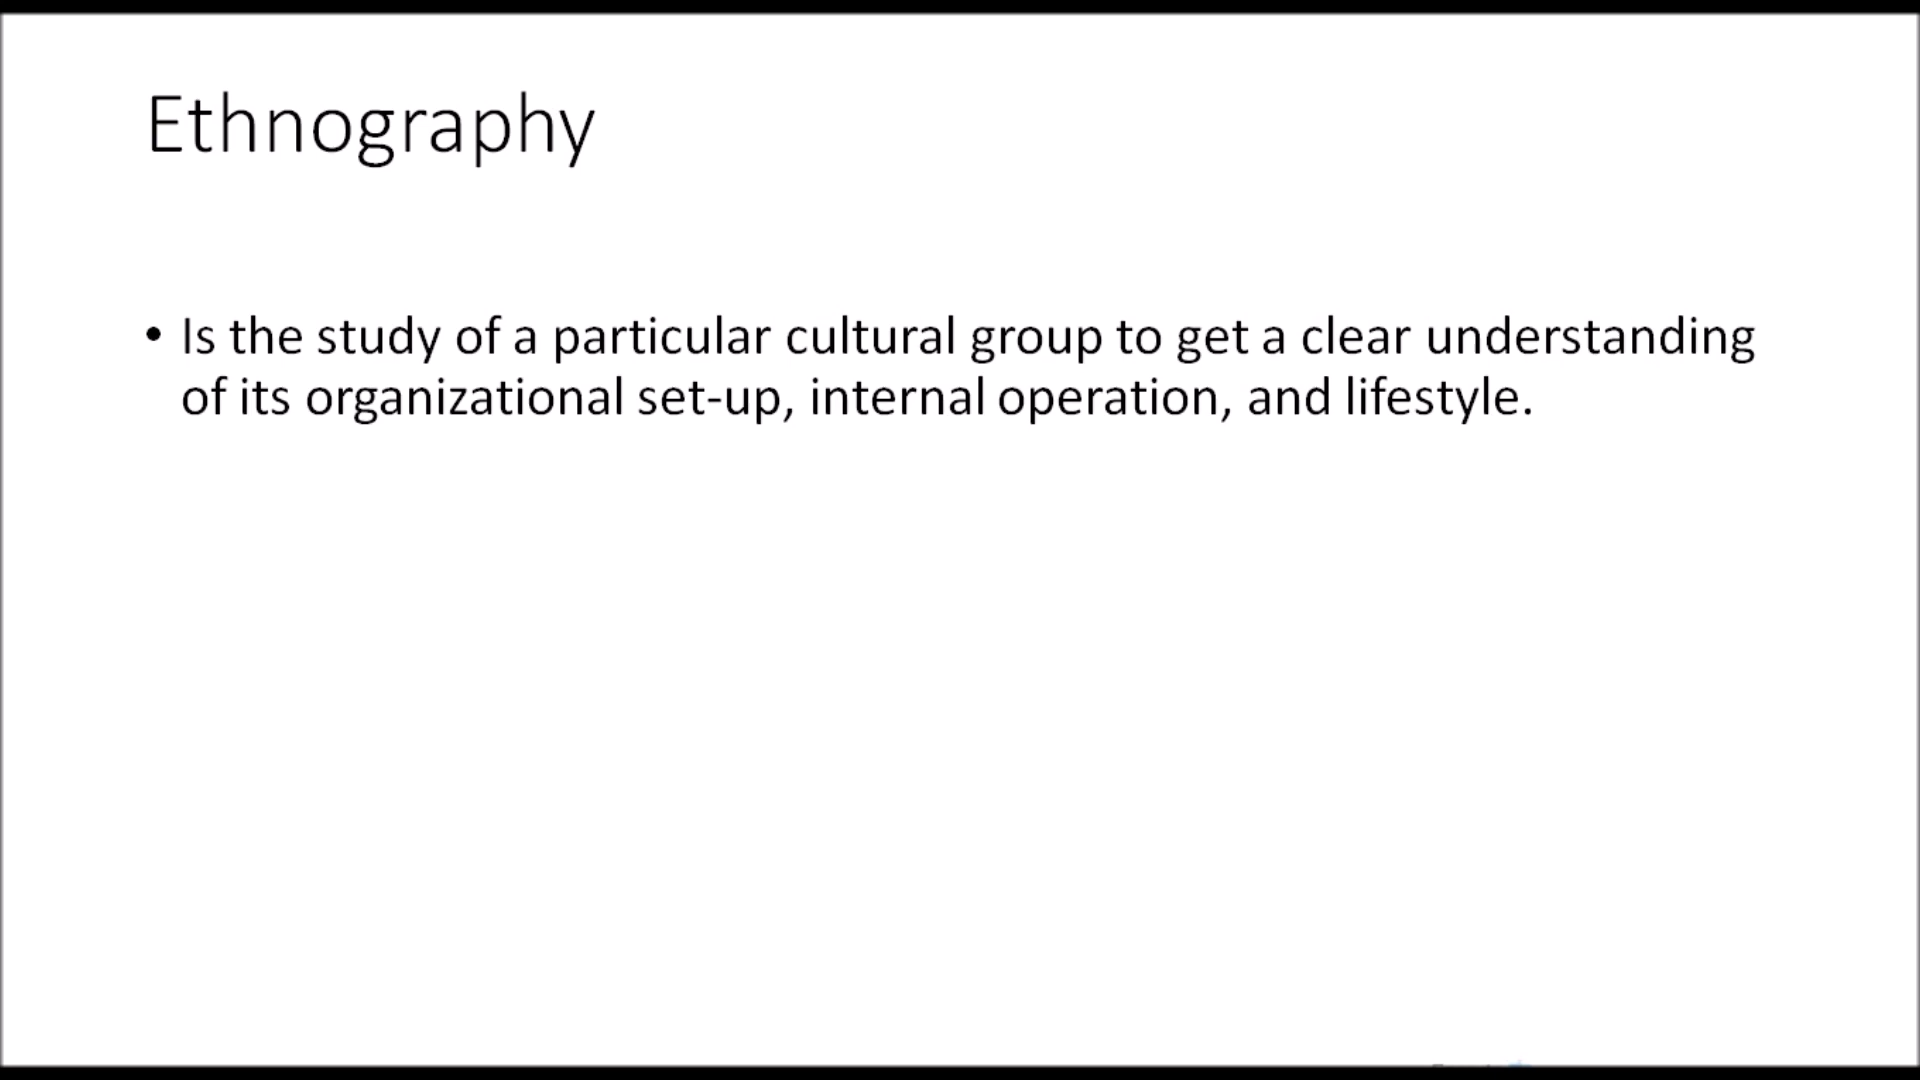 Ethnography
• Is the study of a particular cultural group to get a clear understanding
of its organizational set-up, internal operation, and lifestyle.